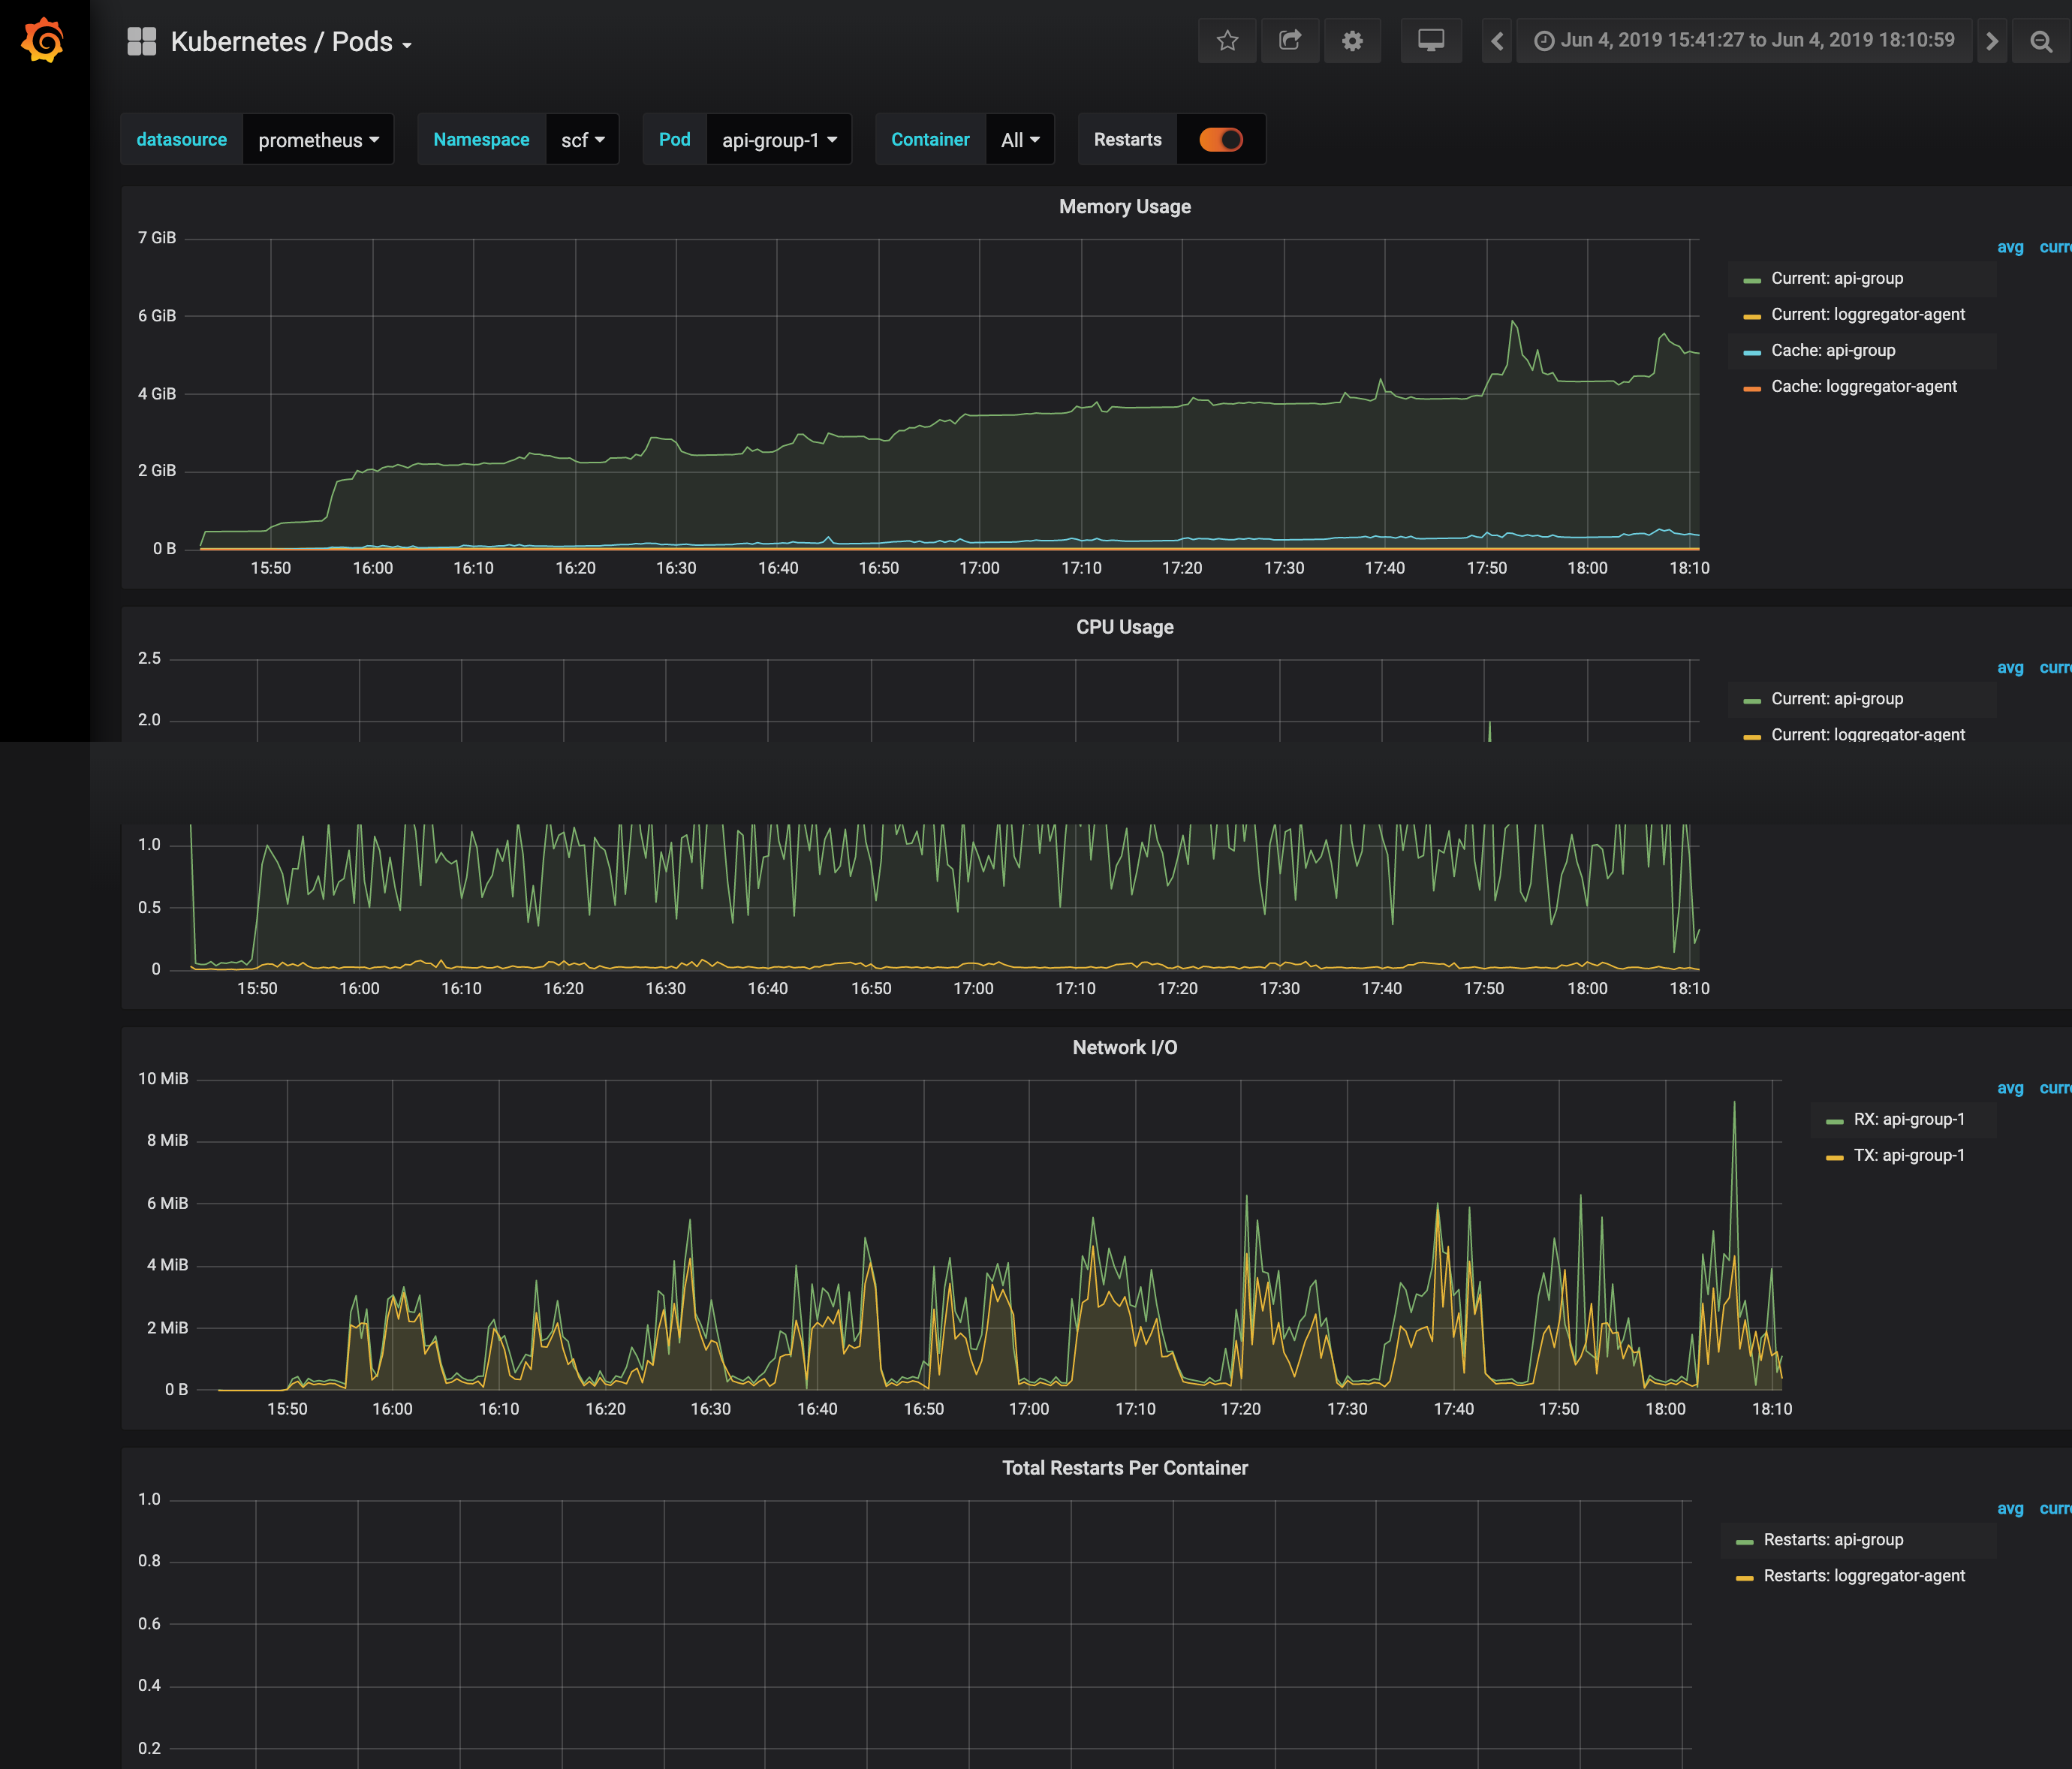 Kubernetes / Pods
Jun 4, 2019 15:41:27 to Jun 4, 2019 18:10:59
datasource prometheus Namespace scf Pod api-group-1 Container All Restarts
Memory Usage
7 GiB
6 GiB
4 GiB
2 GiB
0 B
15:50 16:00 16:10 16:20 16:30 16:40 16:50 17:00 17:10 17:20 17:30 17:40 17:50 18:00 18:10
avg curre
Current: api-group
Current: loggregator-agent
Cache: api-group
Cache: loggregator-agent
CPU Usage
2.5
2.0
avg curre
Current: api-group
Current: loggregator-agent
1.0
0.5
0
15:50 16:00 16:10 16:20 16:30 16:40 16:50 17:00 17:10 17:20 17:30 17:40 17:50 18:00 18:10
Network I/O
10 MiB
8 MiB
6 MiB
4 MiB
2 MiB
0 B
15:50 16:00 16:10 16:20 16:30 16:40 16:50 17:00 17:10 17:20 17:30 17:40 17:50 18:00 18:10
avg curre
RX: api-group-1
TX: api-group-1
Total Restarts Per Container
1.0
0.8
0.6
0.4
0.2
avg curre
Restarts: api-group
Restarts: loggregator-agent